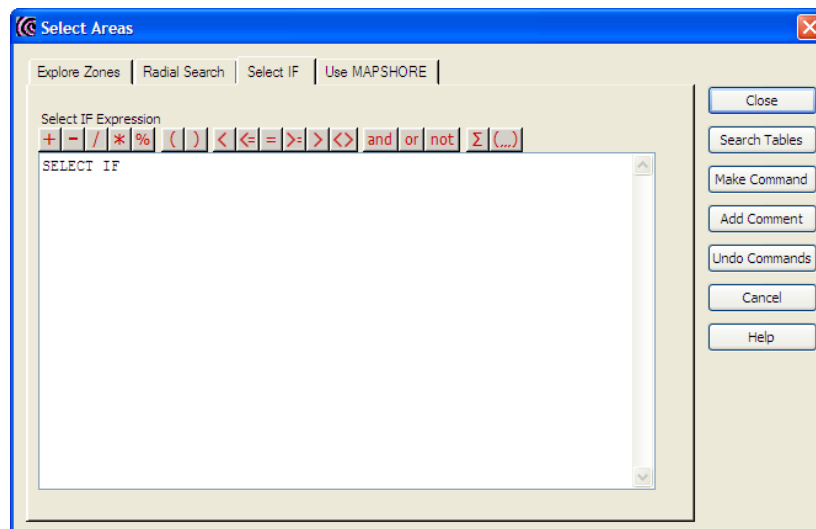 Select Areas
Explore Zones Radial Search Select IF Use MAPSHORE
Select IF Expression
+ - / * % ( ) < <= = >= > <> and or not Σ (,,,)
SELECT IF
Close
Search Tables
Make Command
Add Comment
Undo Commands
Cancel
Help